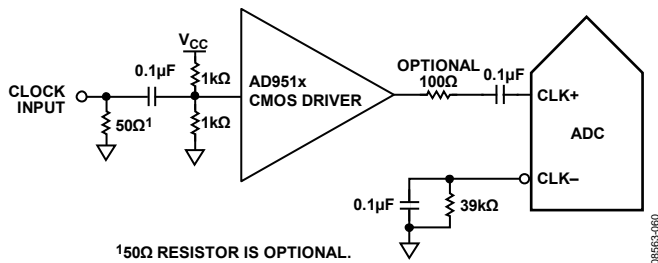 V_CC
0.1µF
1kΩ
CLOCK
INPUT
50Ω¹
1kΩ
AD951x
CMOS DRIVER
OPTIONAL
100Ω
0.1µF
CLK+
ADC
CLK–
0.1µF
39kΩ
¹50Ω RESISTOR IS OPTIONAL.
08563-060